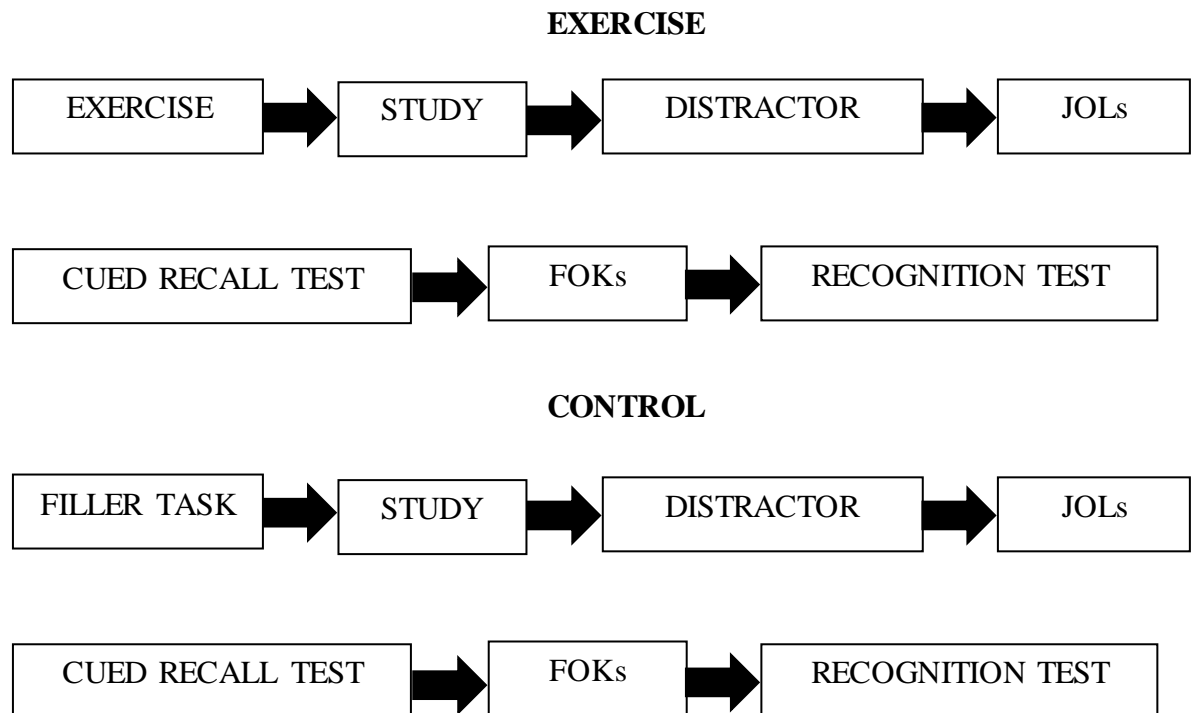 EXERCISE
EXERCISE STUDY DISTRACTOR JOLs
CUED RECALL TEST FOKs RECOGNITION TEST
CONTROL
FILLER TASK STUDY DISTRACTOR JOLs
CUED RECALL TEST FOKs RECOGNITION TEST